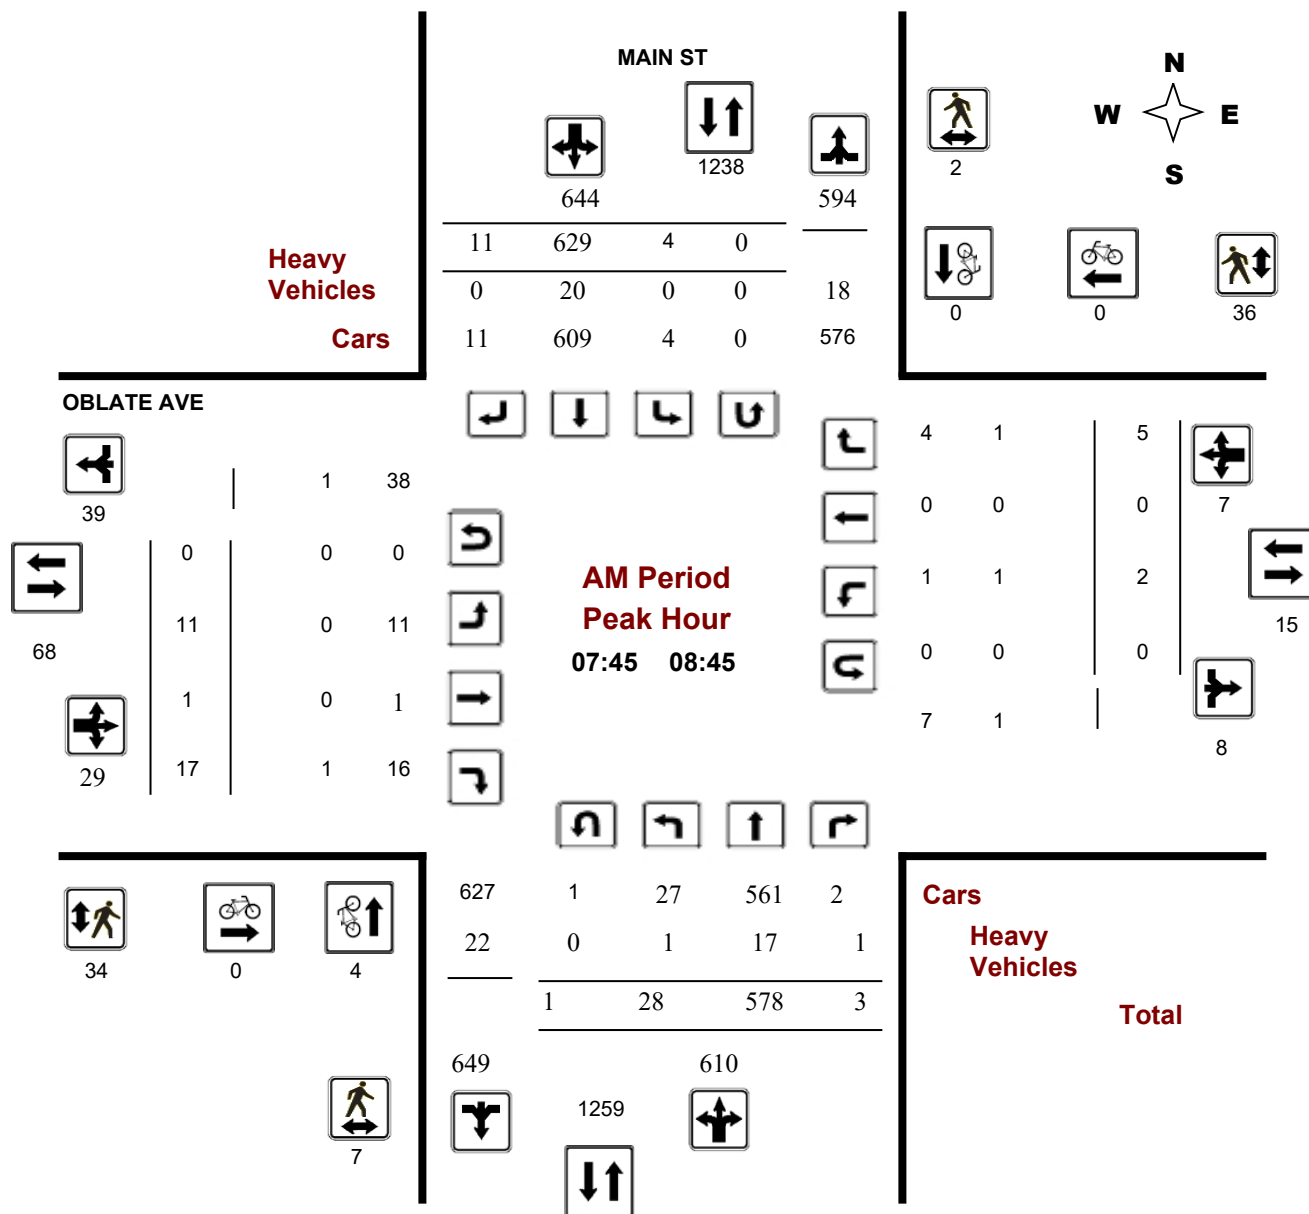 MAIN ST
N
W E
S
1238
2
644
594
11 629 4 0
Heavy
Vehicles
0 20 0 0 18
0 0 36
Cars
11 609 4 0 576
OBLATE AVE
4 1 5
1 38
39
7
0 0 0
0 0 0
AM Period
1 1 2
Peak Hour
11 0 11
15
68
07:45 08:45
0 0 0
1 0 1
7 1
8
29
17 1 16
627 1 27 561 2
Cars
22 0 1 17 1
Heavy
Vehicles
34 0 4
1 28 578 3
Total
649 610
1259
7